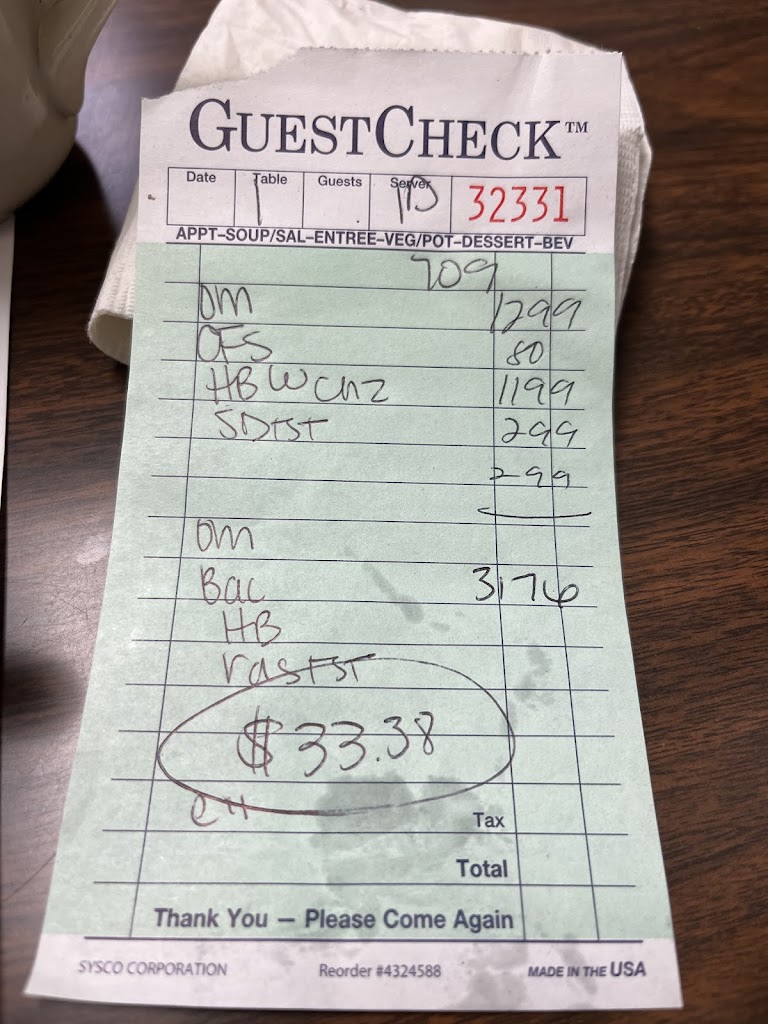 GUESTCHECK™
Date Table Guests Server 32331
APPT-SOUP/SAL-ENTREE-VEG/POT-DESSERT-BEV
709
OM 1299
OFS 80
HB W CHZ 1199
SDTST 299
299
OM
Bac 3176
HB
rasTST
$33.38
Tax
Total
Thank You – Please Come Again
SYSCO CORPORATION Reorder #4324588 MADE IN THE USA